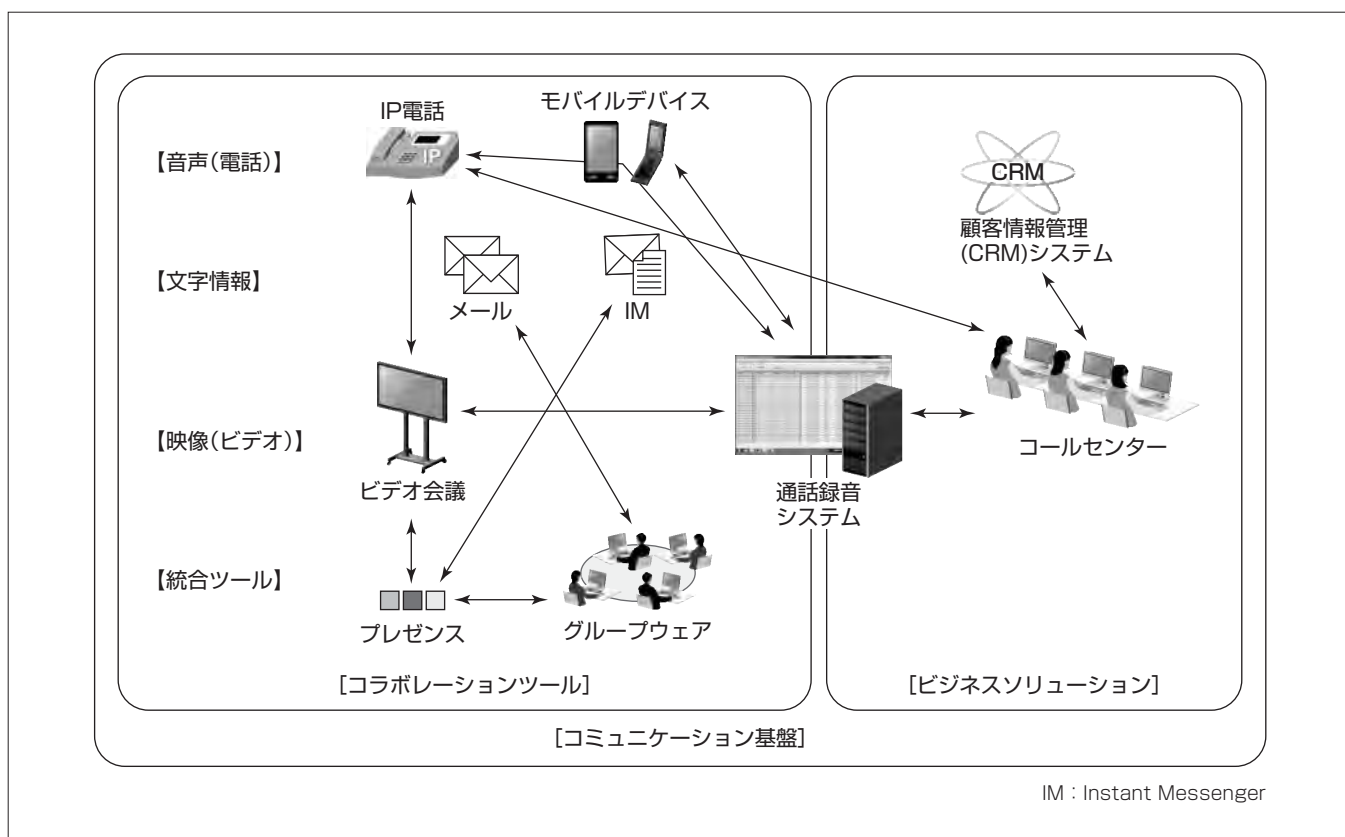 IP電話
モバイルデバイス
【音声(電話)】
IP
CRM
顧客情報管理
(CRM)システム
【文字情報】
メール
IM
【映像(ビデオ)】
ビデオ会議
通話録音
システム
コールセンター
【統合ツール】
プレゼンス
グループウェア
[コラボレーションツール]
[ビジネスソリューション]
[コミュニケーション基盤]
IM：Instant Messenger